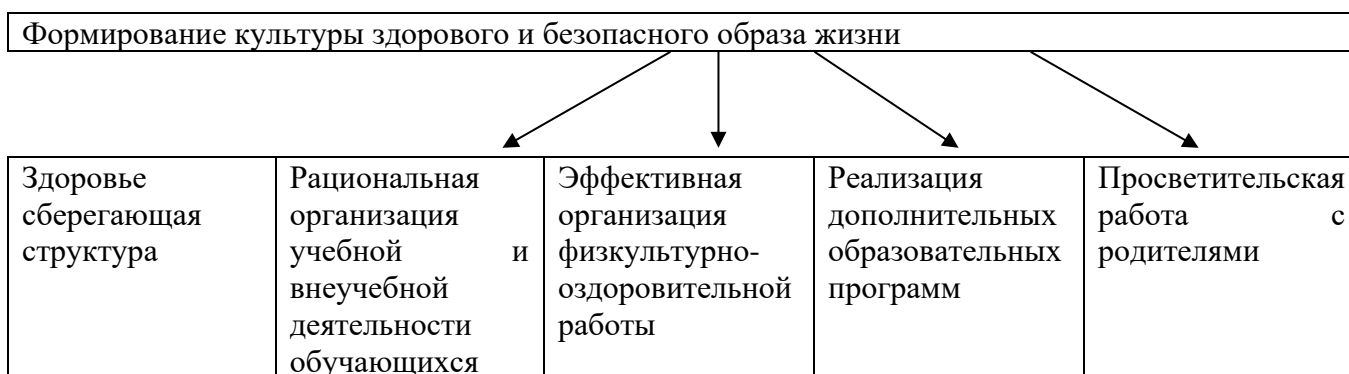 Формирование культуры здорового и безопасного образа жизни
Здоровье
сберегающая
структура
Рациональная
организация
учебной и
внеучебной
деятельности
обучающихся
Эффективная
организация
физкультурно-
оздоровительной
работы
Реализация
дополнительных
образовательных
программ
Просветительская
работа с
родителями